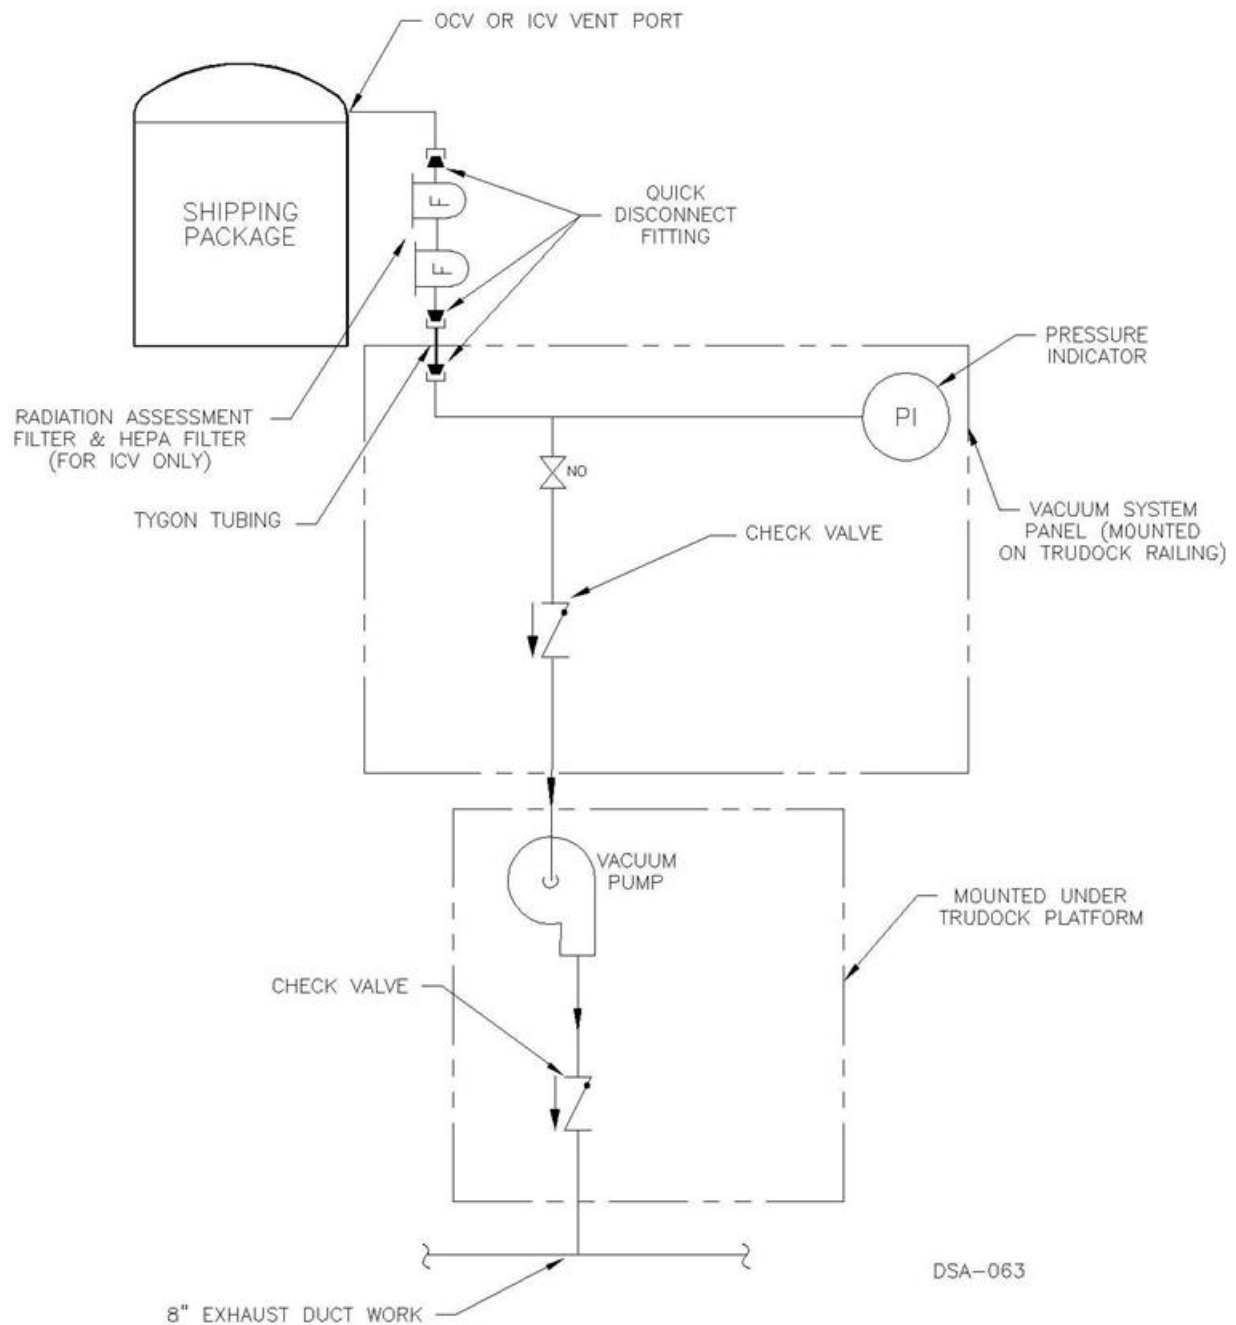 OCV OR ICV VENT PORT
SHIPPING
PACKAGE
F
F
QUICK
DISCONNECT
FITTING
PRESSURE
INDICATOR
PI
RADIATION ASSESSMENT
FILTER & HEPA FILTER
(FOR ICV ONLY)
NO
TYGON TUBING
CHECK VALVE
VACUUM SYSTEM
PANEL (MOUNTED
ON TRUDOCK RAILING)
VACUUM
PUMP
MOUNTED UNDER
TRUDOCK PLATFORM
CHECK VALVE
DSA-063
8" EXHAUST DUCT WORK